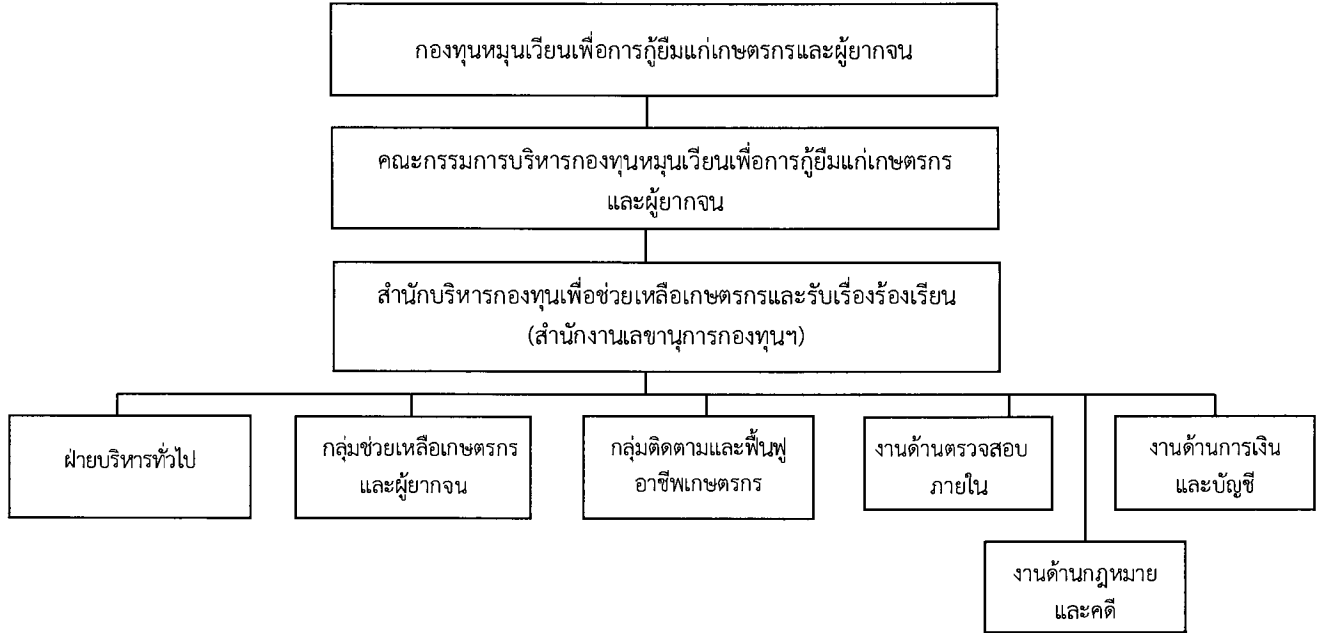 กองทุนหมุนเวียนเพื่อการกู้ยืมแก่เกษตรกรและผู้ยากจน
คณะกรรมการบริหารกองทุนหมุนเวียนเพื่อการกู้ยืมแก่เกษตรกร
และผู้ยากจน
สำนักบริหารกองทุนเพื่อช่วยเหลือเกษตรกรและรับเรื่องร้องเรียน
(สำนักงานเลขานุการกองทุนฯ)
ฝ่ายบริหารทั่วไป
กลุ่มช่วยเหลือเกษตรกร
และผู้ยากจน
กลุ่มติดตามและฟื้นฟู
อาชีพเกษตรกร
งานด้านตรวจสอบ
ภายใน
งานด้านการเงิน
และบัญชี
งานด้านกฎหมาย
และคดี